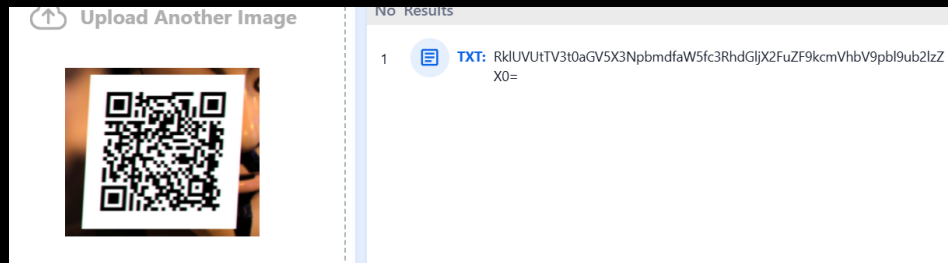 Upload Another Image
No Results
1 TXT: RklUVUtTV3t0aGV5X3NpbmdfaW5fc3RhdGljX2FuZF9kcmVhbV9pbl9ub2lzZ
X0=